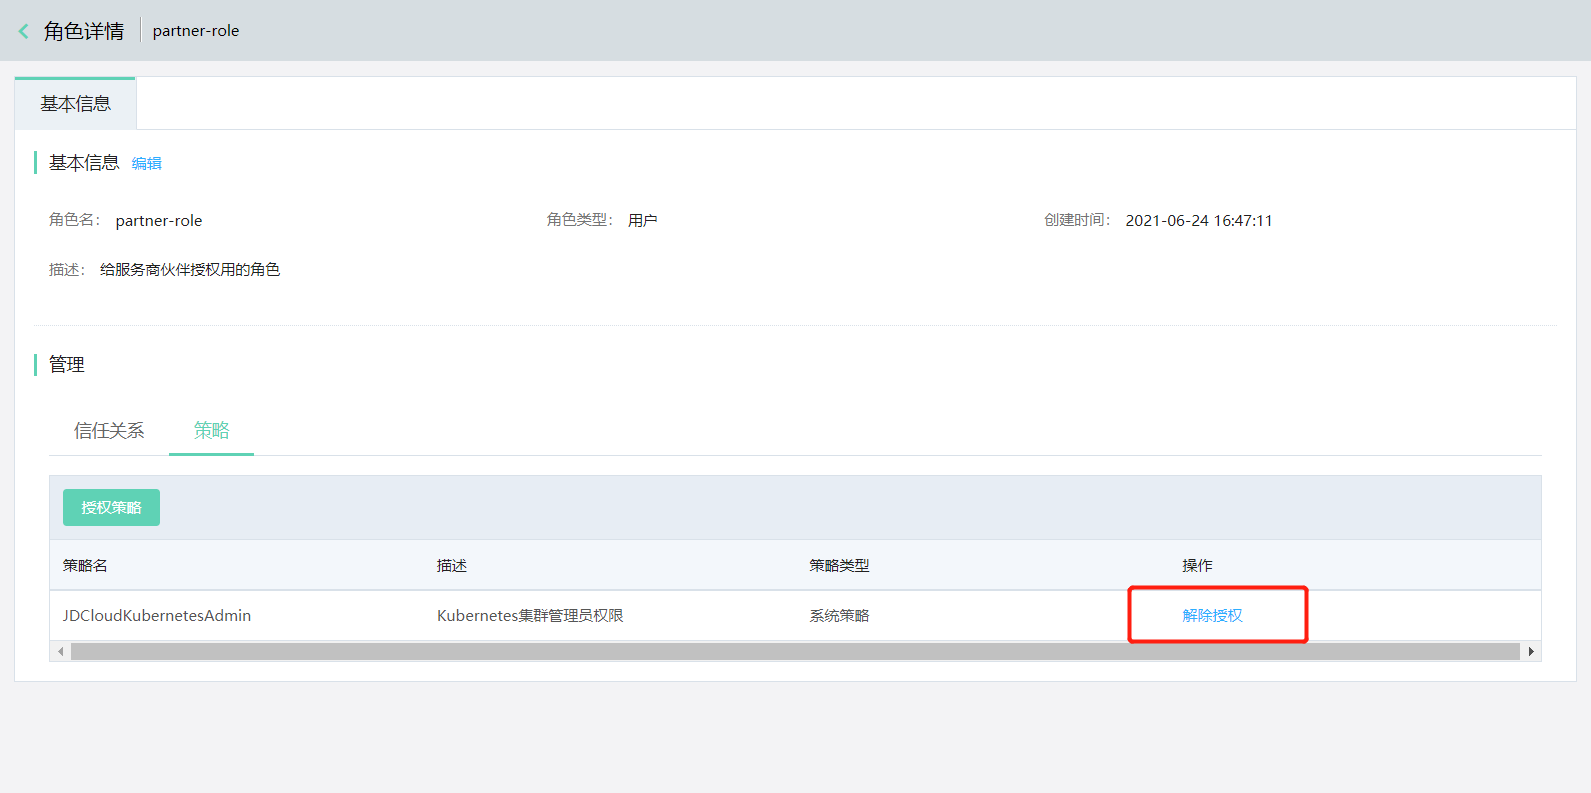 角色详情 partner-role
基本信息
基本信息 编辑
角色名： partner-role 角色类型： 用户 创建时间： 2021-06-24 16:47:11
描述： 给服务商伙伴授权用的角色
管理
信任关系 策略
授权策略
策略名 描述 策略类型 操作
JDCloudKubernetesAdmin Kubernetes集群管理员权限 系统策略 解除授权